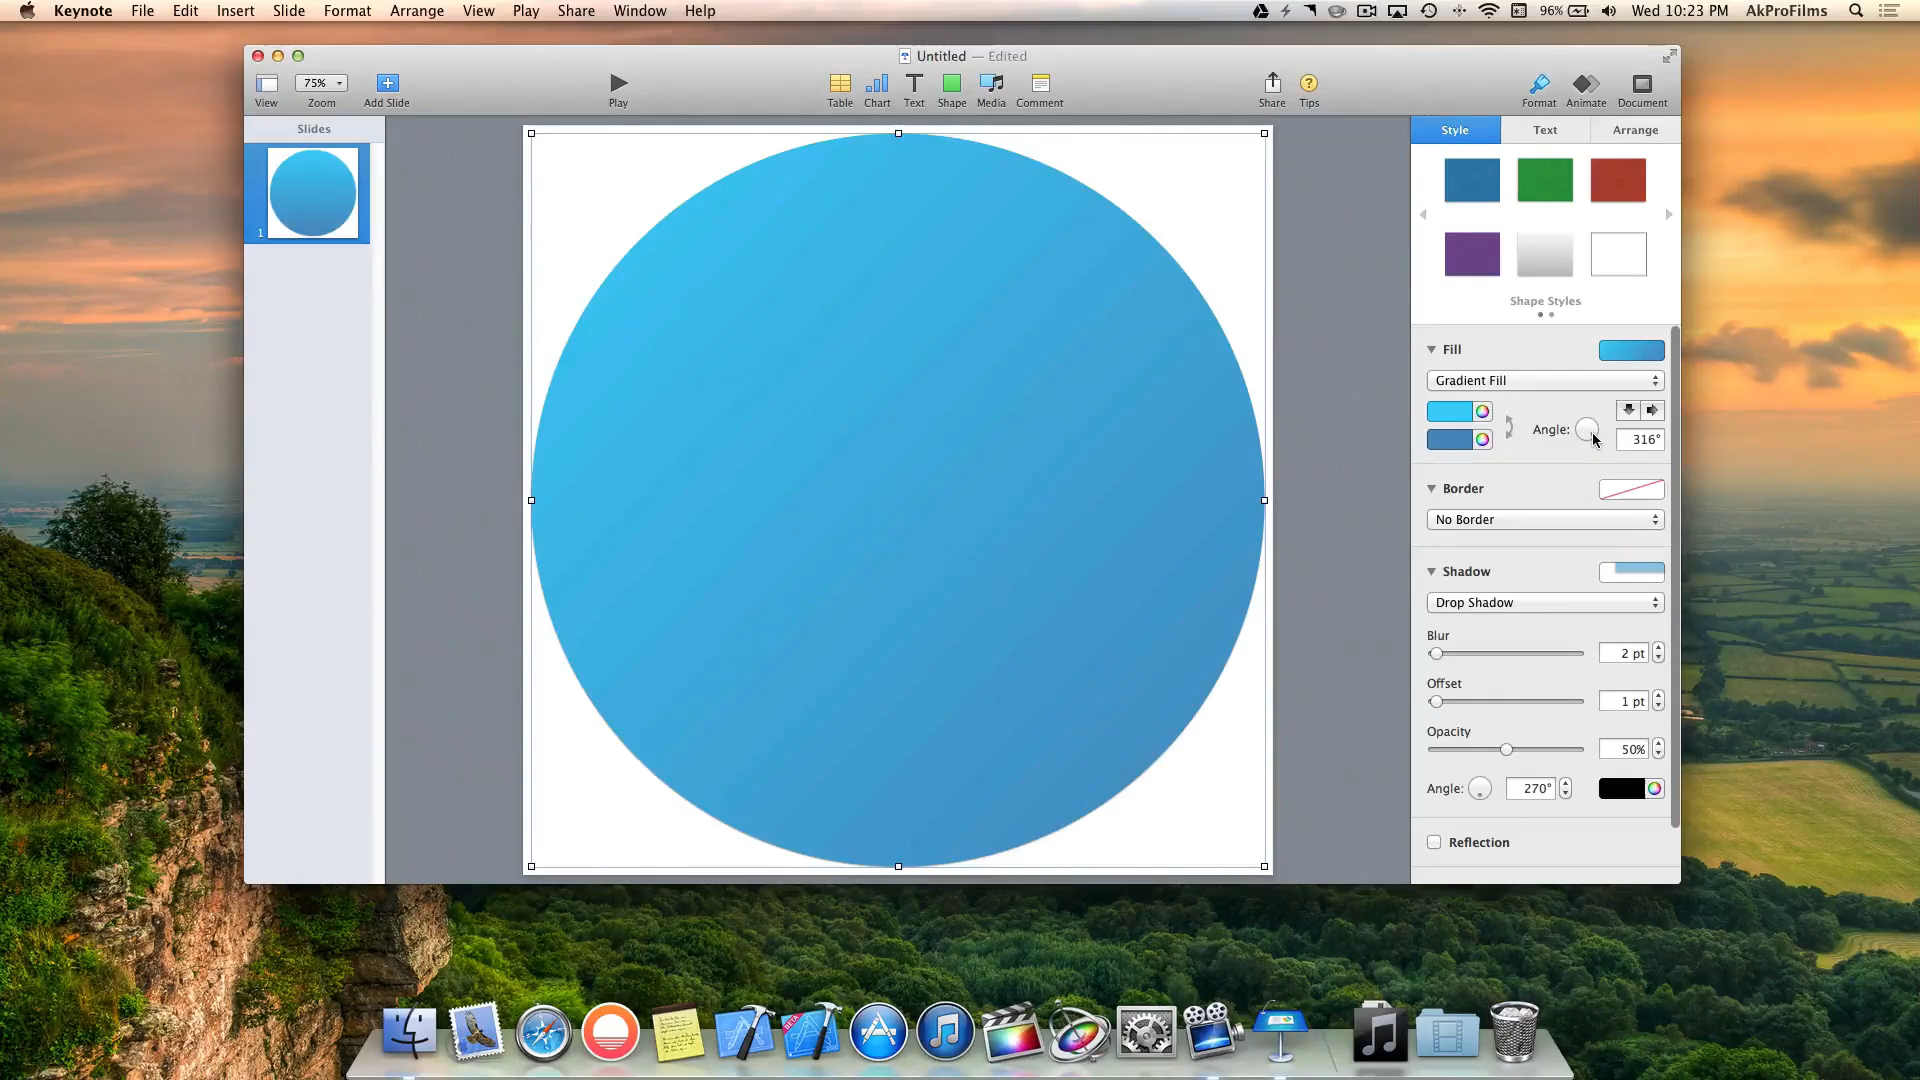 Keynote File Edit Insert Slide Format Arrange View Play Share Window Help 96% Wed 10:23 PM AkProFilms
Untitled — Edited
75%
View Zoom Add Slide Play Table Chart Text Shape Media Comment Share Tips Format Animate Document
Slides
Style Text Arrange
1
Shape Styles
Fill
Gradient Fill
Angle:
316°
Border
No Border
Shadow
Drop Shadow
Blur
2 pt
Offset
1 pt
Opacity
50%
Angle: 270°
Reflection
BETA